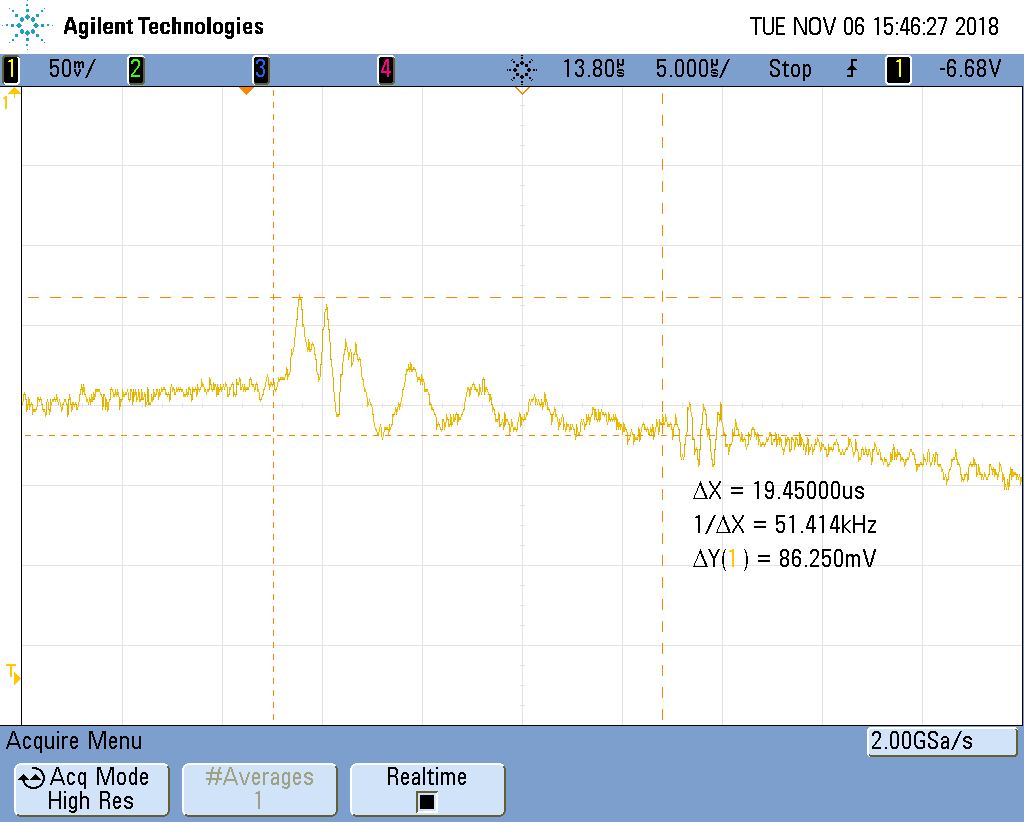 Agilent Technologies TUE NOV 06 15:46:27 2018
1 50mV/ 2 3 4 13.80µs 5.000µs/ Stop 1 -6.68V
1
ΔX = 19.45000us
1/ΔX = 51.414kHz
ΔY(1) = 86.250mV
T
Acquire Menu 2.00GSa/s
Acq Mode #Averages Realtime
High Res 1